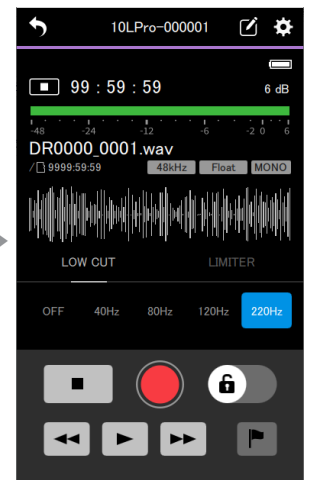 10LPro-000001
99 : 59 : 59
6 dB
-48 -24 -12 -6 -2 0 6
DR0000_0001.wav
/ 9999:59:59 48kHz Float MONO
LOW CUT LIMITER
OFF 40Hz 80Hz 120Hz 220Hz